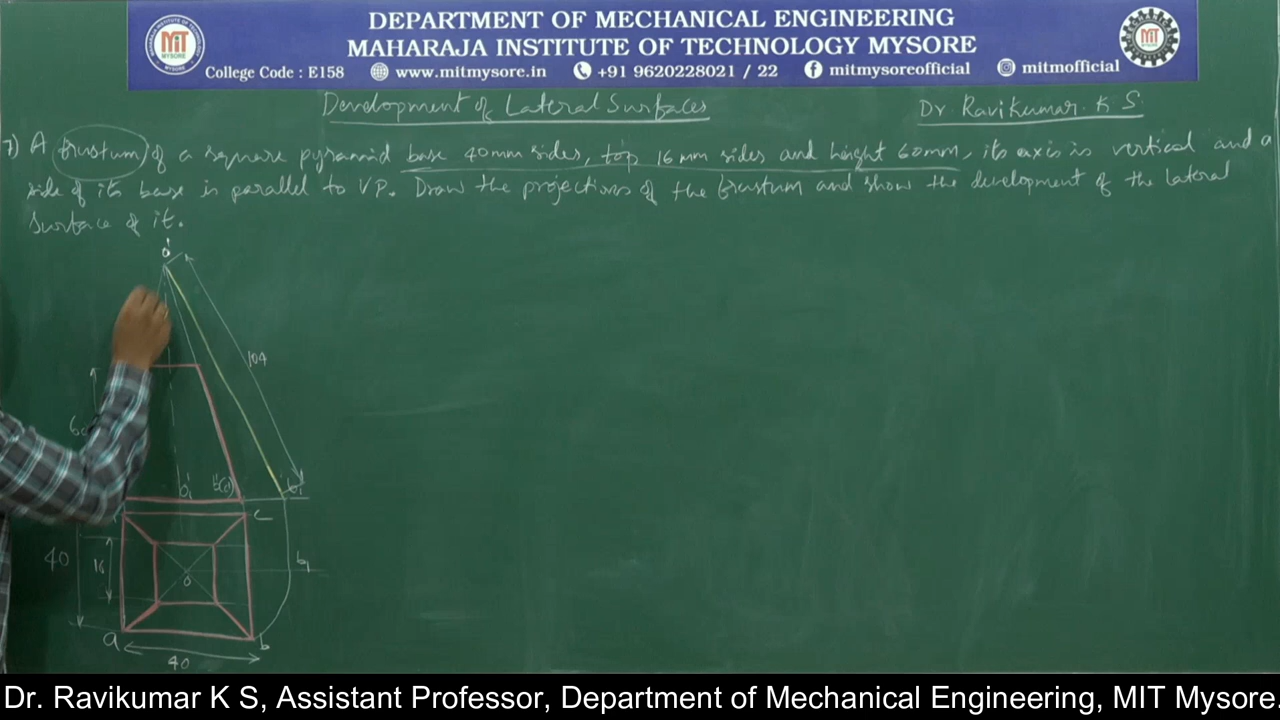 DEPARTMENT OF MECHANICAL ENGINEERING
MAHARAJA INSTITUTE OF TECHNOLOGY MYSORE
College Code : E158 www.mitmysore.in +91 9620228021 / 22 mitmysoreofficial mitmofficial
MIT
MYSORE
MIT
Development of Lateral Surfaces
Dr. Ravikumar. K S.
7) A frustum of a square pyramid base 40mm sides, top 16mm sides and height 60mm, its axis is vertical and a
side of its base is parallel to VP. Draw the projections of the frustum and show the development of the lateral
surface of it.
o'
104
b'(c')
c
40
16
o
b1
a
b
40
Dr. Ravikumar K S, Assistant Professor, Department of Mechanical Engineering, MIT Mysore.